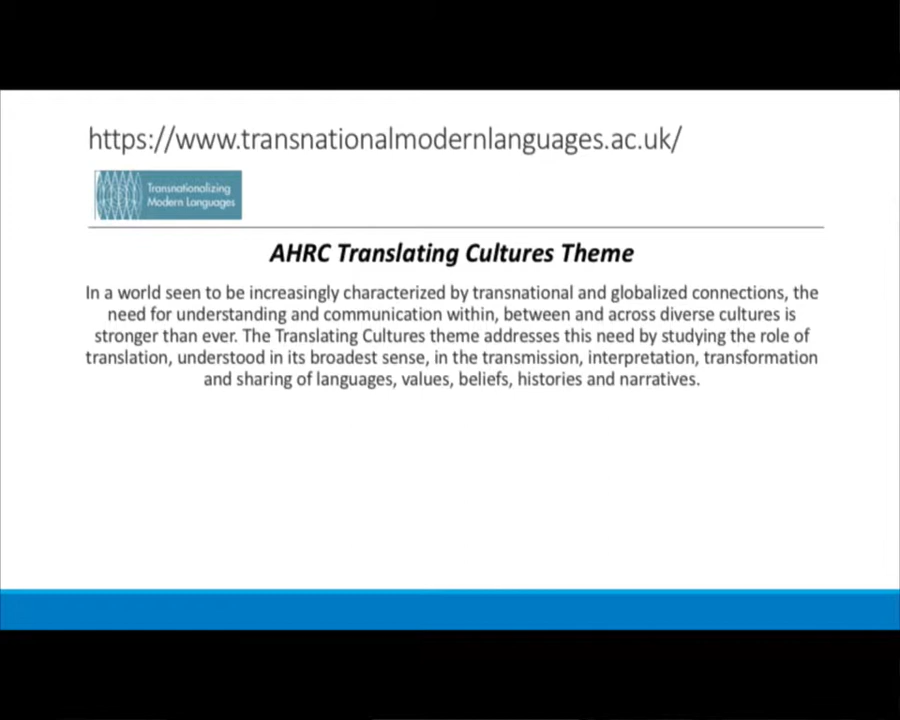 https://www.transnationalmodernlanguages.ac.uk/
Transnationalizing
Modern Languages
AHRC Translating Cultures Theme
In a world seen to be increasingly characterized by transnational and globalized connections, the
need for understanding and communication within, between and across diverse cultures is
stronger than ever. The Translating Cultures theme addresses this need by studying the role of
translation, understood in its broadest sense, in the transmission, interpretation, transformation
and sharing of languages, values, beliefs, histories and narratives.